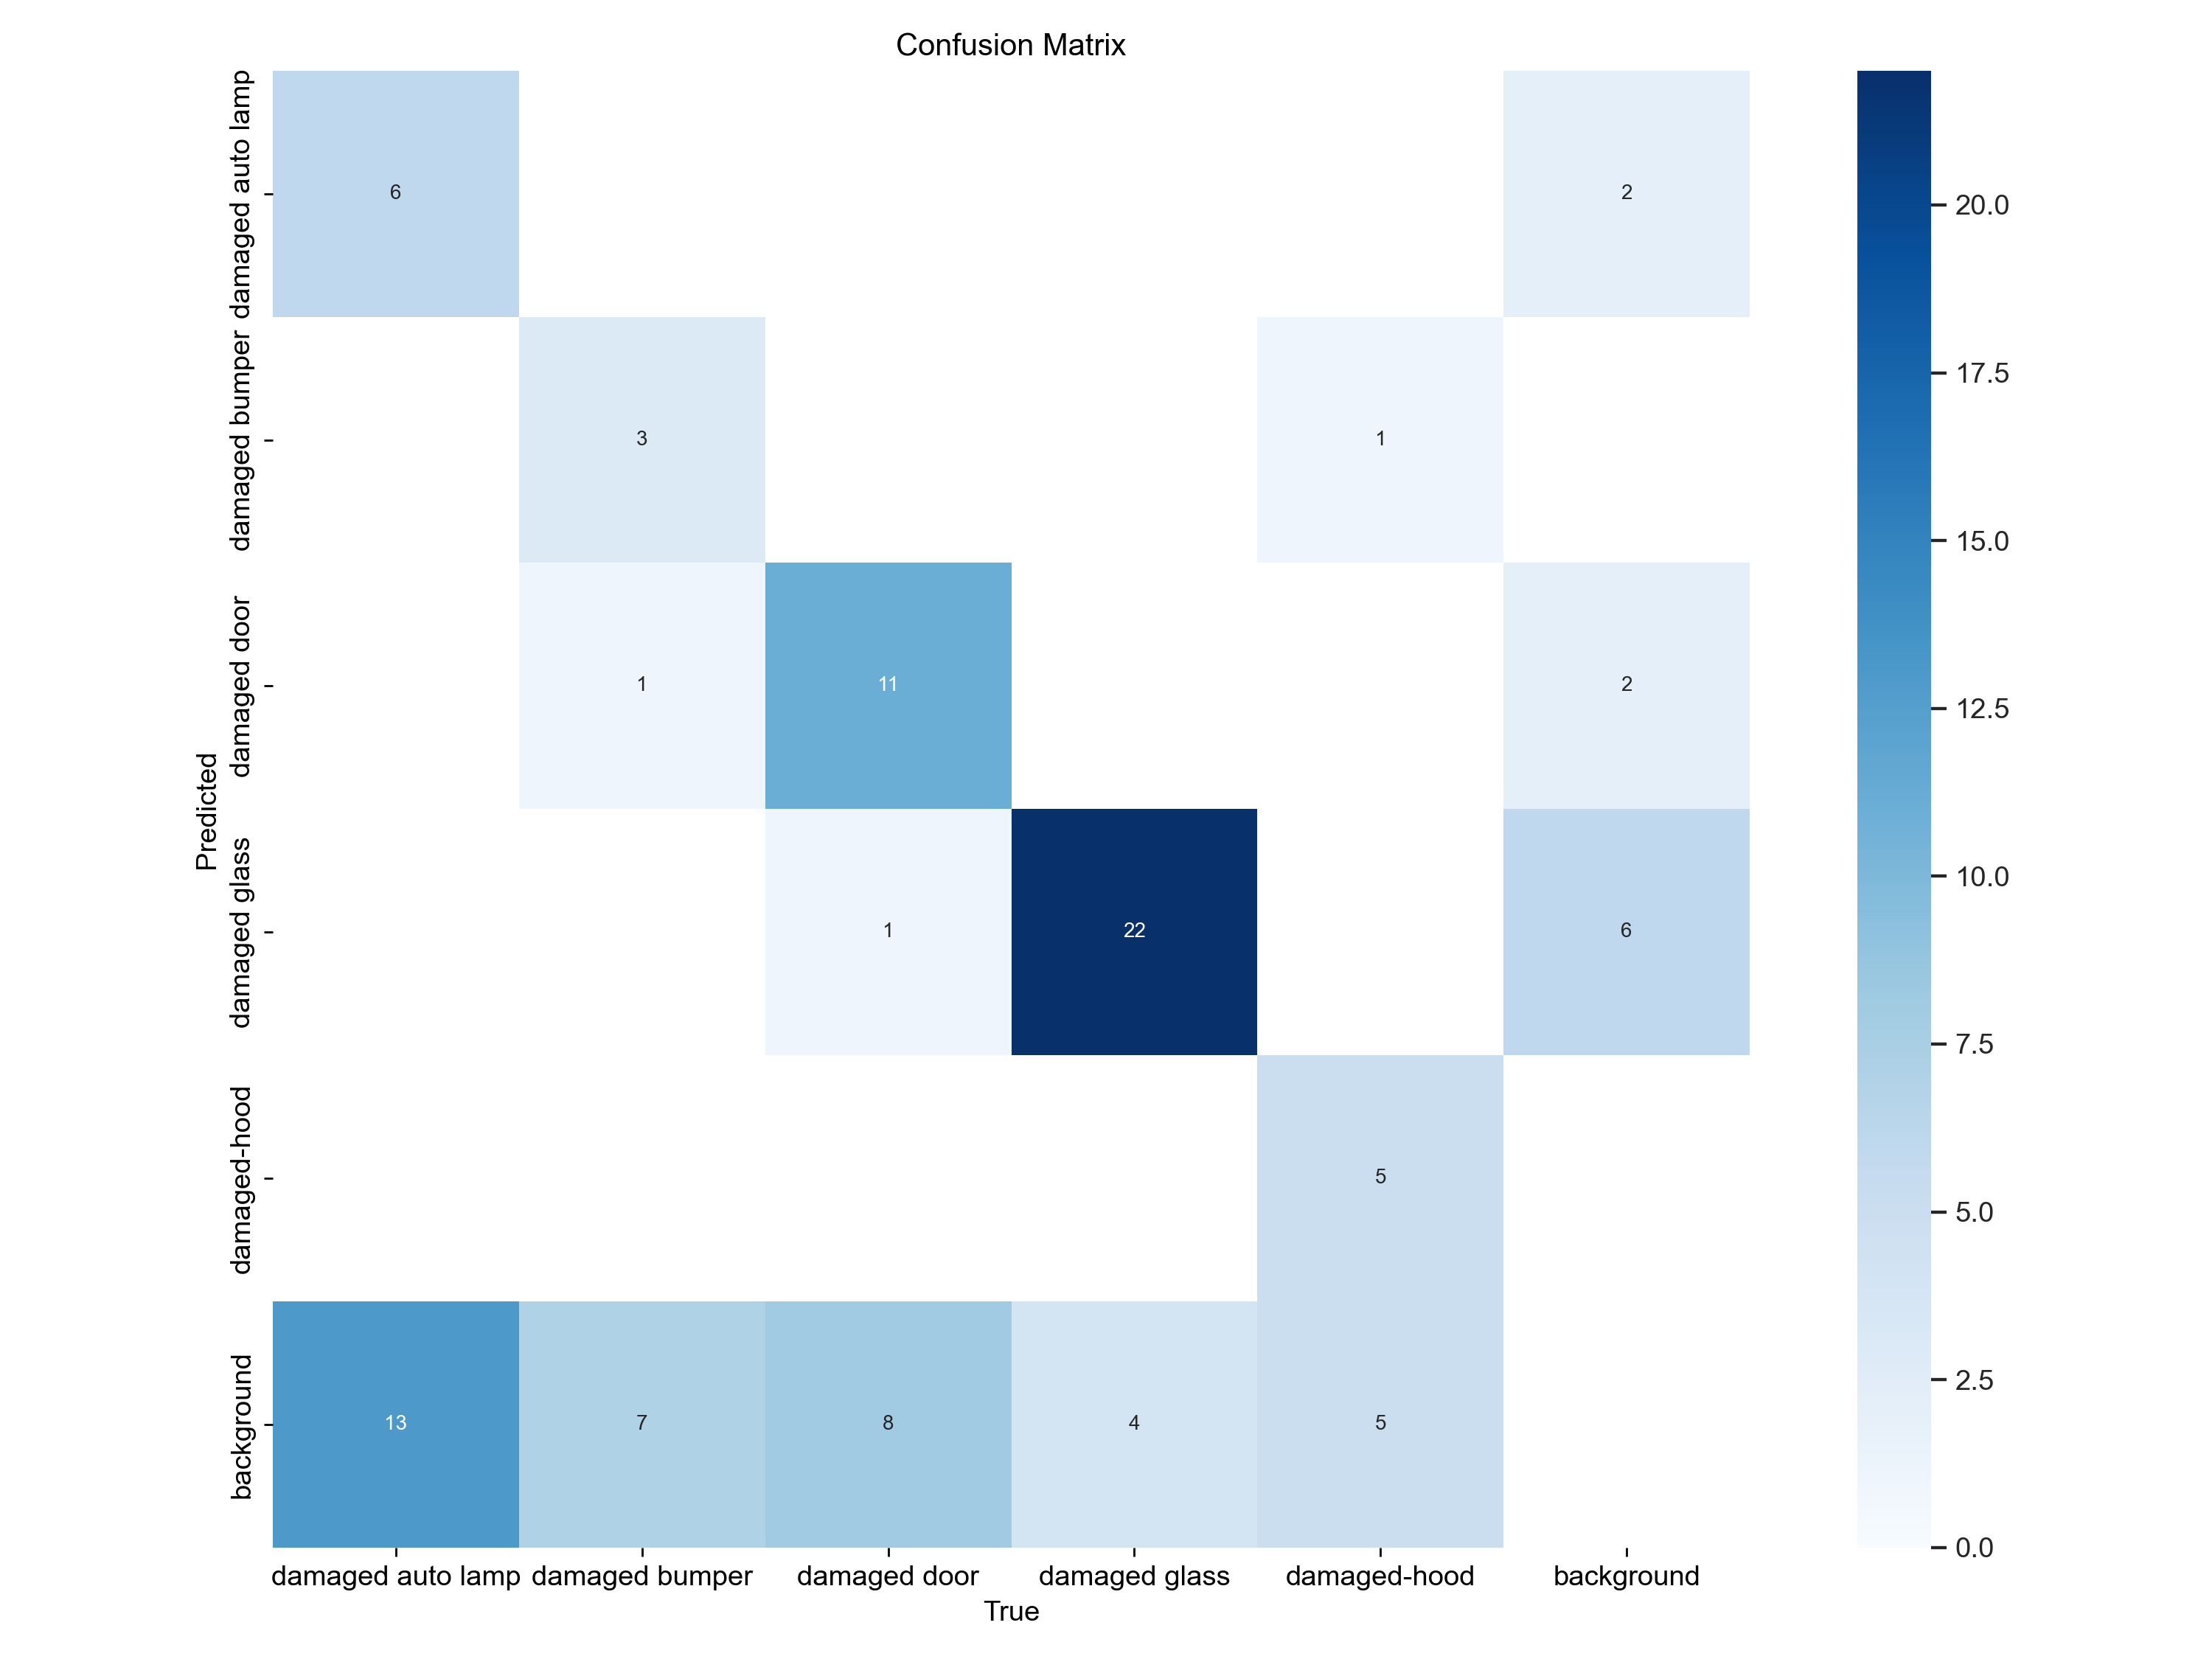 Confusion Matrix
damaged auto lamp
6
2
20.0
17.5
damaged bumper
3
1
15.0
damaged door
1
11
2
12.5
Predicted
10.0
damaged glass
1
22
6
7.5
damaged-hood
5
5.0
2.5
background
13
7
8
4
5
0.0
damaged auto lamp damaged bumper damaged door damaged glass damaged-hood background
True